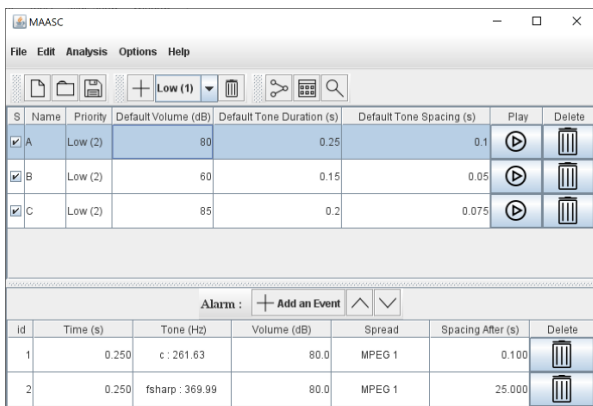 MAASC
File Edit Analysis Options Help
Low (1)
S Name Priority Default Volume (dB) Default Tone Duration (s) Default Tone Spacing (s) Play Delete
A Low (2) 80 0.25 0.1
B Low (2) 60 0.15 0.05
C Low (2) 85 0.2 0.075
Alarm : Add an Event
id Time (s) Tone (Hz) Volume (dB) Spread Spacing After (s) Delete
1 0.250 c : 261.63 80.0 MPEG 1 0.100
2 0.250 fsharp : 369.99 80.0 MPEG 1 25.000